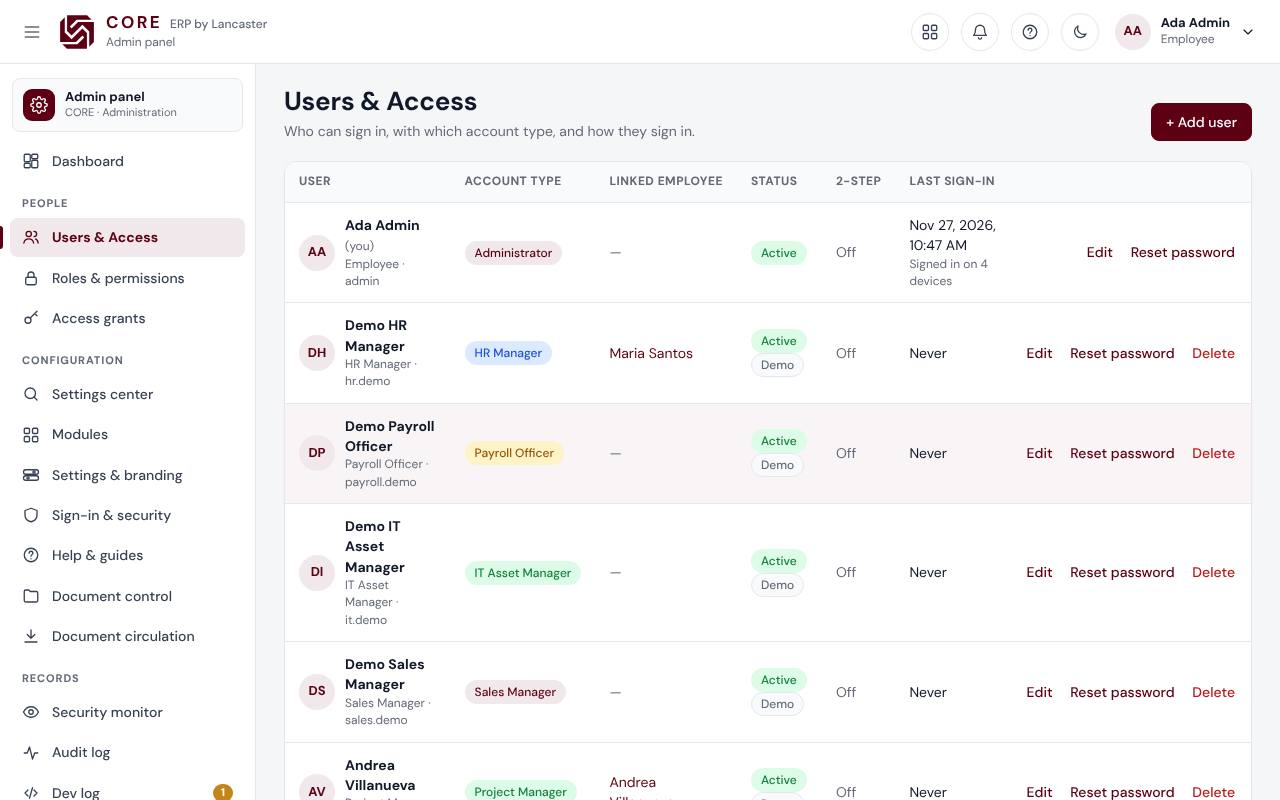 CORE ERP by Lancaster
Admin panel
AA
Ada Admin
Employee
Admin panel
CORE · Administration
Dashboard
PEOPLE
Users & Access
Roles & permissions
Access grants
CONFIGURATION
Settings center
Modules
Settings & branding
Sign-in & security
Help & guides
Document control
Document circulation
RECORDS
Security monitor
Audit log
Dev log 1
Users & Access
Who can sign in, with which account type, and how they sign in.
+ Add user
USER ACCOUNT TYPE LINKED EMPLOYEE STATUS 2-STEP LAST SIGN-IN
AA
Ada Admin
(you)
Employee ·
admin
Administrator
—
Active
Off
Nov 27, 2026,
10:47 AM
Signed in on 4
devices
Edit Reset password
DH
Demo HR
Manager
HR Manager ·
hr.demo
HR Manager
Maria Santos
Active
Demo
Off
Never
Edit Reset password Delete
DP
Demo Payroll
Officer
Payroll Officer ·
payroll.demo
Payroll Officer
—
Active
Demo
Off
Never
Edit Reset password Delete
DI
Demo IT
Asset
Manager
IT Asset
Manager ·
it.demo
IT Asset Manager
—
Active
Demo
Off
Never
Edit Reset password Delete
DS
Demo Sales
Manager
Sales Manager ·
sales.demo
Sales Manager
—
Active
Demo
Off
Never
Edit Reset password Delete
AV
Andrea
Villanueva
Project Manager
Andrea
Active
Off
Never
Edit Reset password Delete